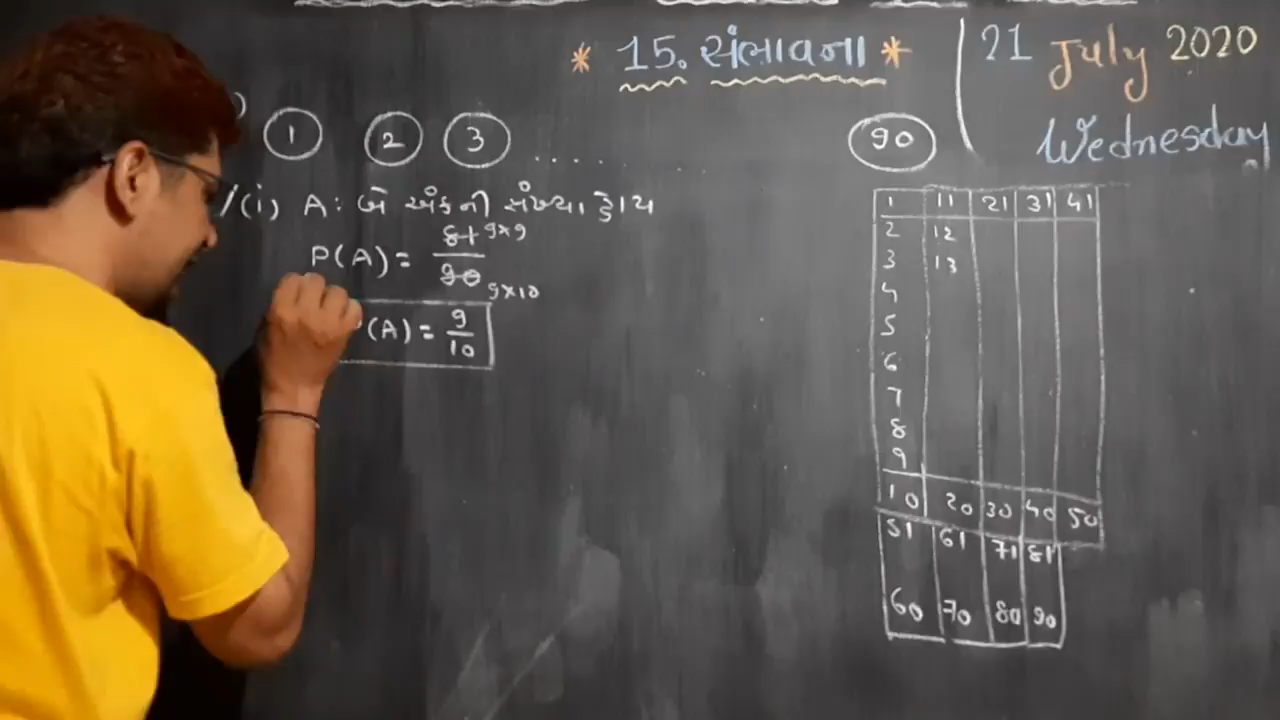 * 15. સંભાવના *
21 July 2020
Wednesday
1 2 3 ..... 90
(i) A: બે અંકની સંખ્યા હોય
P(A) = 81/90 9×9 9×10
(A) = 9/10
1 11 21 31 41
2 12
3 13
4
5
6
7
8
9
10 20 30 40 50
51 61 71 81
60 70 80 90